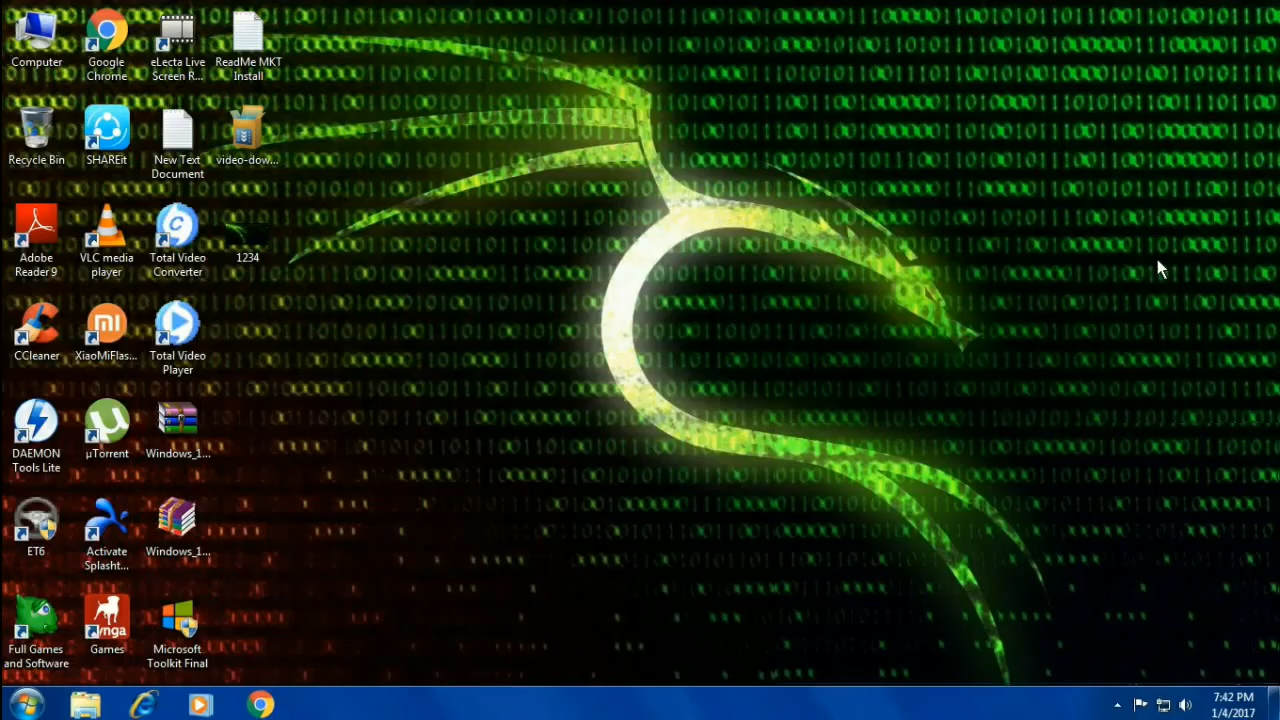 Computer
Google
Chrome
eLecta Live
Screen R...
ReadMe MKT
Install
Recycle Bin
SHAREit
New Text
Document
video-dow...
Adobe
Reader 9
VLC media
player
Total Video
Converter
1234
CCleaner
XiaoMiFlas...
Total Video
Player
DAEMON
Tools Lite
µTorrent
Windows_1...
ET6
Activate
Splasht...
Windows_1...
Full Games
and Software
Games
Microsoft
Toolkit Final
7:42 PM
1/4/2017